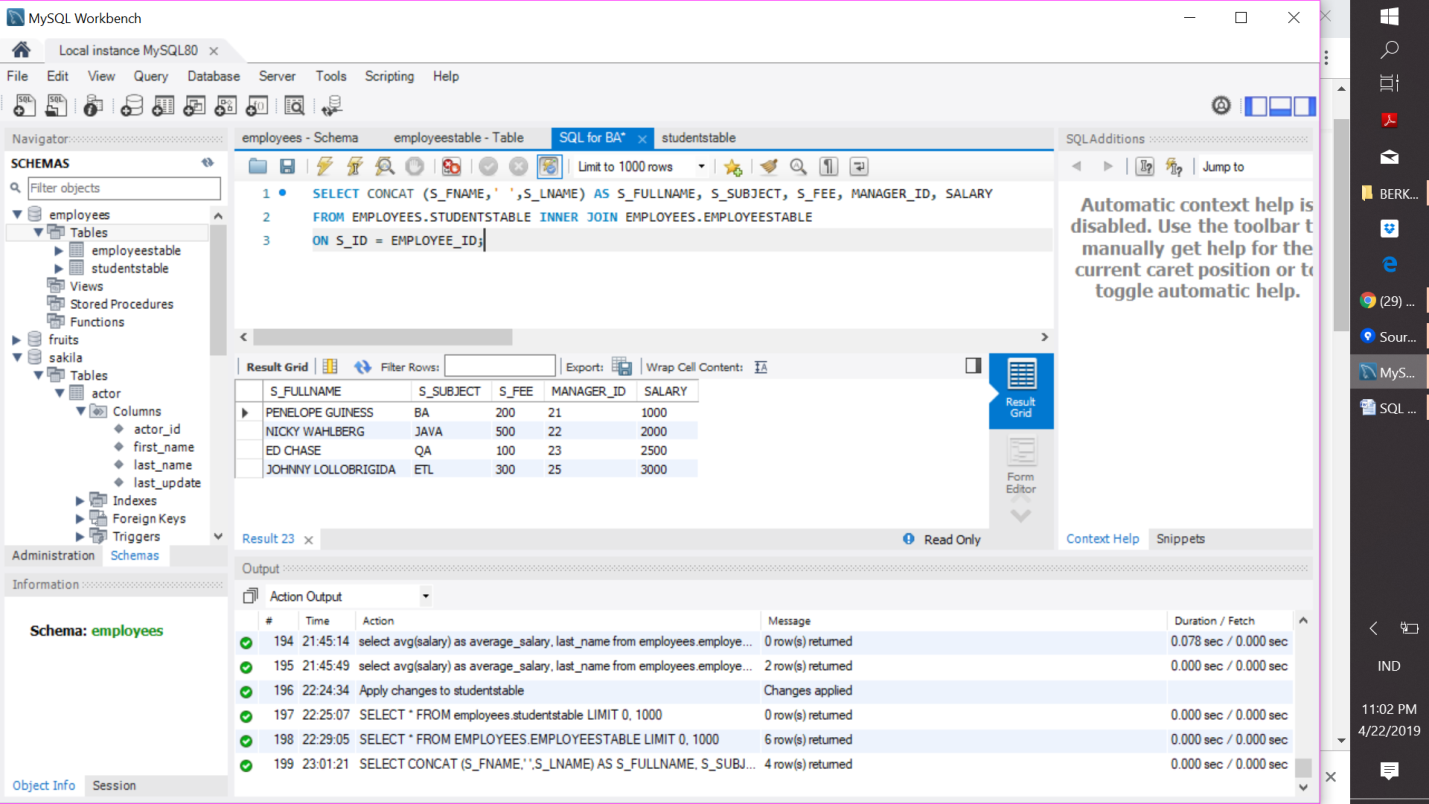 MySQL Workbench
Local instance MySQL80
File Edit View Query Database Server Tools Scripting Help
Navigator
SCHEMAS
Filter objects
employees
Tables
employeestable
studentstable
Views
Stored Procedures
Functions
fruits
sakila
Tables
actor
Columns
actor_id
first_name
last_name
last_update
Indexes
Foreign Keys
Triggers
Administration Schemas
Information
Schema: employees
Object Info Session
employees - Schema employeestable - Table SQL for BA* studentstable
Limit to 1000 rows
1 SELECT CONCAT (S_FNAME,' ',S_LNAME) AS S_FULLNAME, S_SUBJECT, S_FEE, MANAGER_ID, SALARY
2 FROM EMPLOYEES.STUDENTSTABLE INNER JOIN EMPLOYEES.EMPLOYEESTABLE
3 ON S_ID = EMPLOYEE_ID;
Result Grid Filter Rows: Export: Wrap Cell Content:
S_FULLNAME S_SUBJECT S_FEE MANAGER_ID SALARY
PENELOPE GUINESS BA 200 21 1000
NICKY WAHLBERG JAVA 500 22 2000
ED CHASE QA 100 23 2500
JOHNNY LOLLOBRIGIDA ETL 300 25 3000
Result
Grid
Form
Editor
Result 23 Read Only
SQLAdditions
Jump to
Automatic context help is
disabled. Use the toolbar t
manually get help for the
current caret position or to
toggle automatic help.
Context Help Snippets
Output
Action Output
# Time Action Message Duration / Fetch
194 21:45:14 select avg(salary) as average_salary, last_name from employees.employe... 0 row(s) returned 0.078 sec / 0.000 sec
195 21:45:49 select avg(salary) as average_salary, last_name from employees.employe... 2 row(s) returned 0.000 sec / 0.000 sec
196 22:24:34 Apply changes to studentstable Changes applied
197 22:25:07 SELECT * FROM employees.studentstable LIMIT 0, 1000 0 row(s) returned 0.000 sec / 0.000 sec
198 22:29:05 SELECT * FROM EMPLOYEES.EMPLOYEESTABLE LIMIT 0, 1000 6 row(s) returned 0.000 sec / 0.000 sec
199 23:01:21 SELECT CONCAT (S_FNAME,' ',S_LNAME) AS S_FULLNAME, S_SUBJ... 4 row(s) returned 0.000 sec / 0.000 sec
BERK...
(29) ...
Sour...
MyS...
SQL ...
IND
11:02 PM
4/22/2019